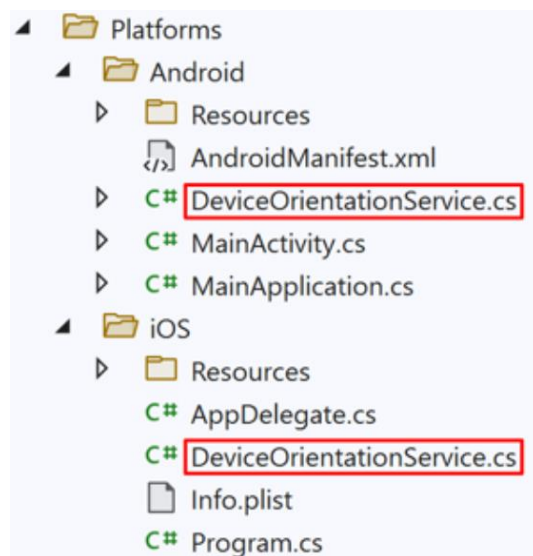 Platforms
Android
Resources
AndroidManifest.xml
C# DeviceOrientationService.cs
C# MainActivity.cs
C# MainApplication.cs
iOS
Resources
C# AppDelegate.cs
C# DeviceOrientationService.cs
Info.plist
C# Program.cs